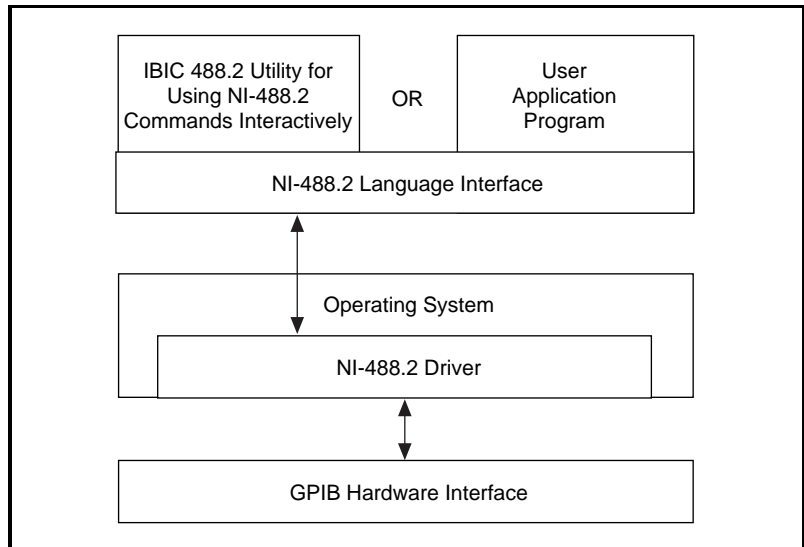 IBIC 488.2 Utility for
Using NI-488.2
Commands Interactively
OR
User
Application
Program
NI-488.2 Language Interface
Operating System
NI-488.2 Driver
GPIB Hardware Interface